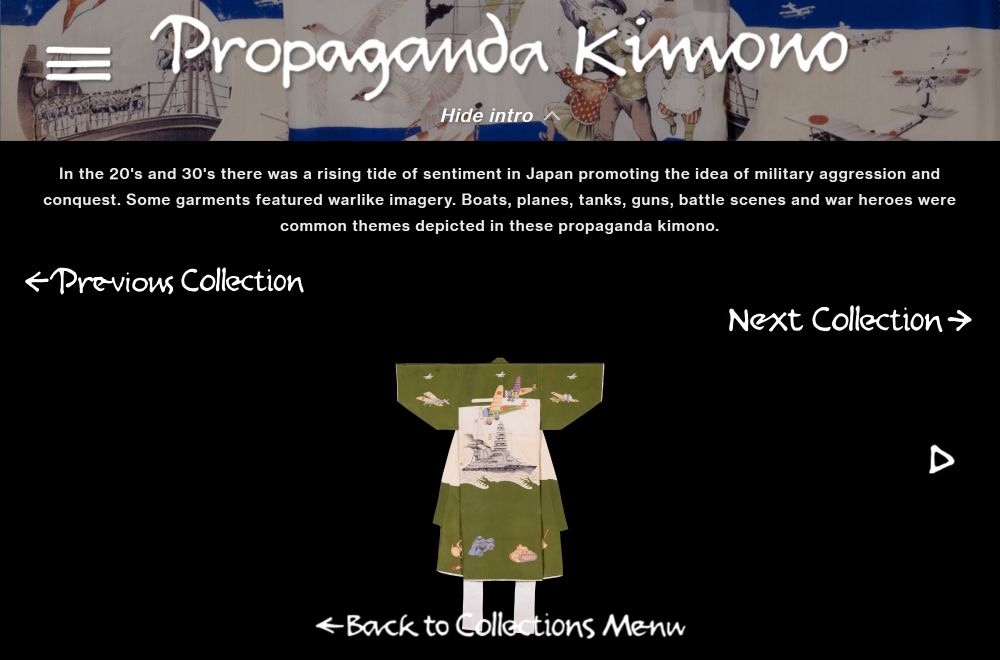 Propaganda Kimono
Hide intro
In the 20's and 30's there was a rising tide of sentiment in Japan promoting the idea of military aggression and
conquest. Some garments featured warlike imagery. Boats, planes, tanks, guns, battle scenes and war heroes were
common themes depicted in these propaganda kimono.
←Previous Collection
Next Collection→
←Back to Collections Menu